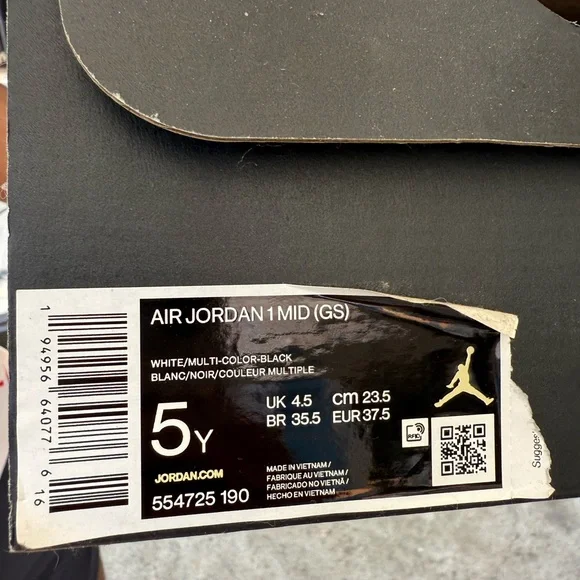 AIR JORDAN 1 MID (GS)
WHITE/MULTI-COLOR-BLACK
BLANC/NOIR/COULEUR MULTIPLE
5Y
UK 4.5 cm 23.5
BR 35.5 EUR 37.5
JORDAN.COM
554725 190
MADE IN VIETNAM /
FABRIQUE AU VIETNAM /
FABRICADO NO VIETNÃ /
HECHO EN VIETNAM
RFID
1 94956 64077 6 16